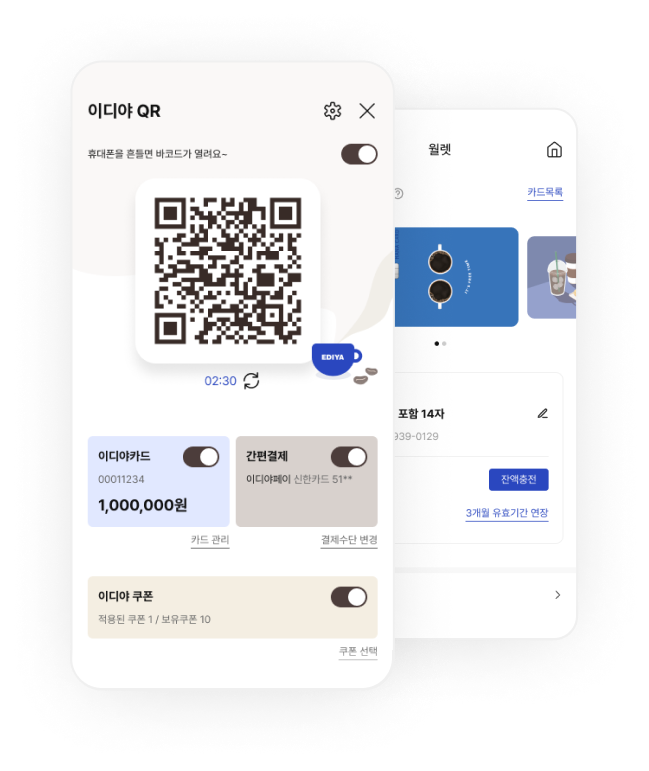 이디야 QR
휴대폰을 흔들면 바코드가 열려요~
EDIYA
02:30
이디야카드
00011234
1,000,000원
카드 관리
간편결제
이디야페이 신한카드 51**
결제수단 변경
이디야 쿠폰
적용된 쿠폰 1 / 보유쿠폰 10
쿠폰 선택
월렛
카드목록
포함 14자
939-0129
잔액충전
3개월 유효기간 연장